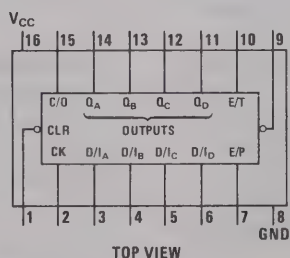 VCC
16 15 14 13 12 11 10 9
C/O QA QB QC QD E/T
CLR OUTPUTS
CK D/IA D/IB D/IC D/ID E/P
1 2 3 4 5 6 7 8
GND
TOP VIEW